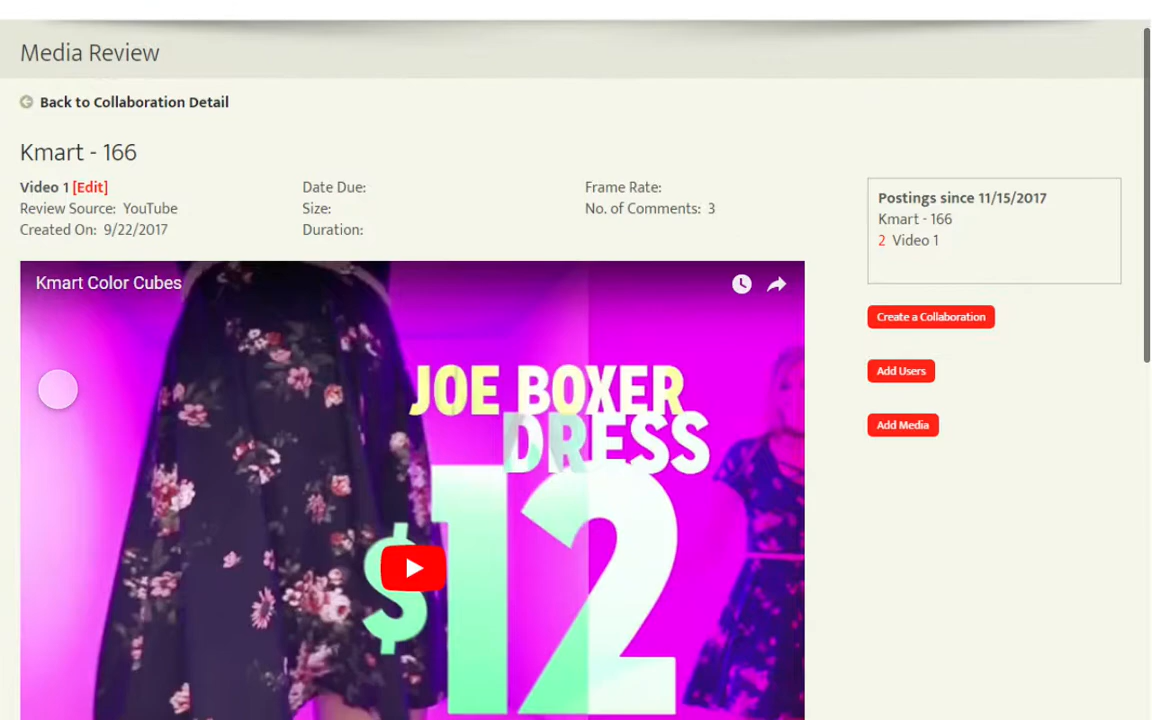 Media Review
Back to Collaboration Detail
Kmart - 166
Video 1 [Edit]
Review Source: YouTube
Created On: 9/22/2017
Date Due:
Size:
Duration:
Frame Rate:
No. of Comments: 3
Postings since 11/15/2017
Kmart - 166
2 Video 1
Create a Collaboration
Add Users
Add Media
Kmart Color Cubes
JOE BOXER
DRESS
$12